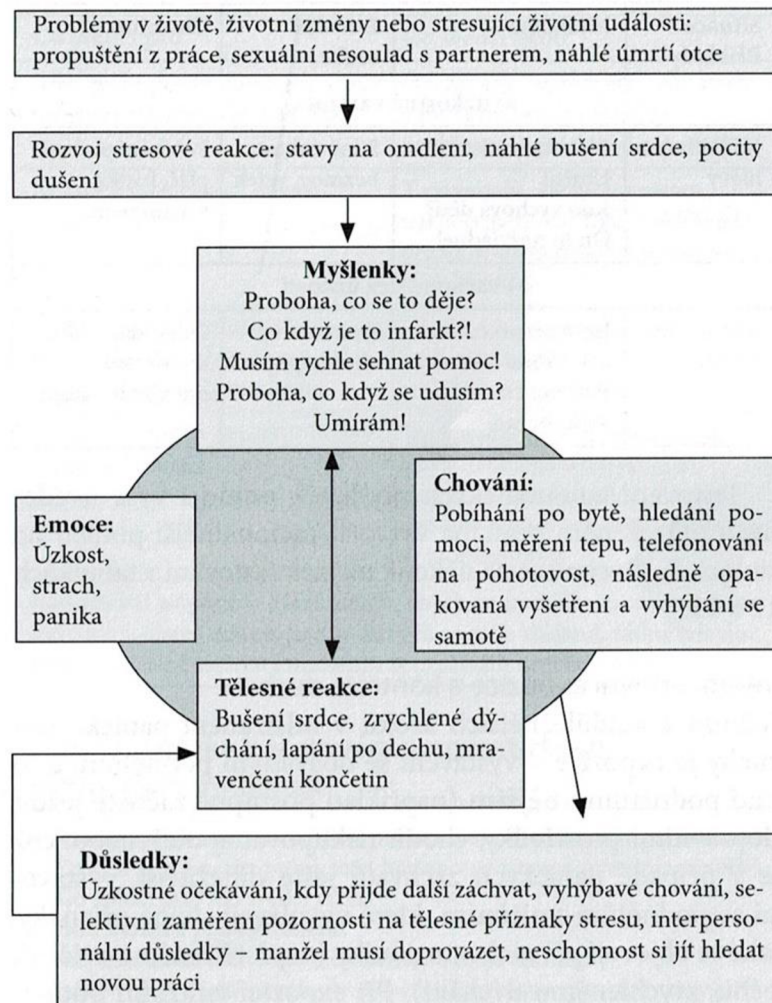 Problémy v životě, životní změny nebo stresující životní události:
propuštění z práce, sexuální nesoulad s partnerem, náhlé úmrtí otce
Rozvoj stresové reakce: stavy na omdlení, náhlé bušení srdce, pocity
dušení
Myšlenky:
Proboha, co se to děje?
Co když je to infarkt?!
Musím rychle sehnat pomoc!
Proboha, co když se udusím?
Umírám!
Emoce:
Úzkost,
strach,
panika
Chování:
Pobíhání po bytě, hledání po-
moci, měření tepu, telefonování
na pohotovost, následně opa-
kovaná vyšetření a vyhýbání se
samotě
Tělesné reakce:
Bušení srdce, zrychlené dý-
chání, lapání po dechu, mra-
venčení končetin
Důsledky:
Úzkostné očekávání, kdy přijde další záchvat, vyhýbavé chování, se-
lektivní zaměření pozornosti na tělesné příznaky stresu, interperso-
nální důsledky – manžel musí doprovázet, neschopnost si jít hledat
novou práci